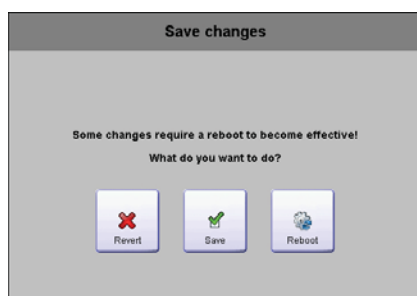 Save changes
Some changes require a reboot to become effective!
What do you want to do?
Revert
Save
Reboot